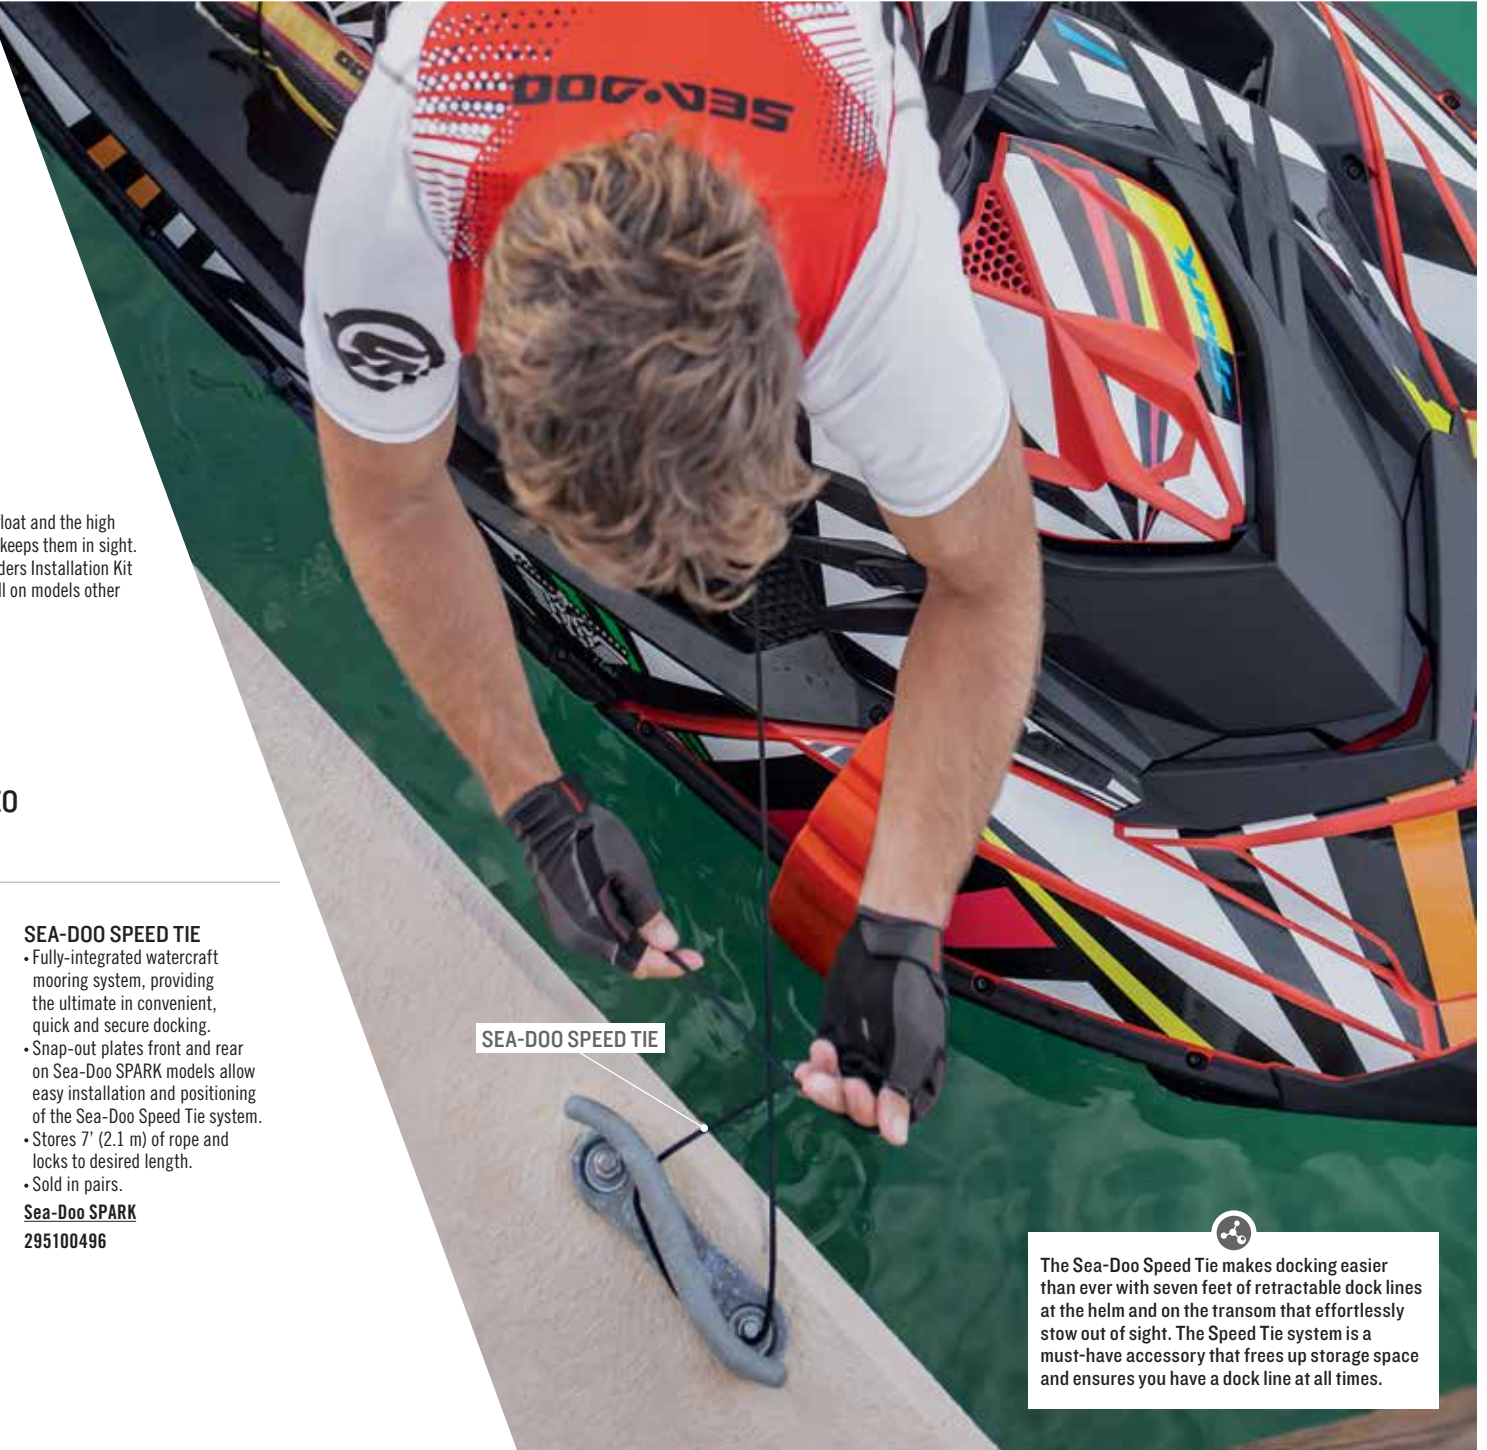 SEA-DOO
spark
loat and the high
keeps them in sight.
ders Installation Kit
ll on models other
SEA-DOO SPEED TIE
• Fully-integrated watercraft
mooring system, providing
the ultimate in convenient,
quick and secure docking.
• Snap-out plates front and rear
on Sea-Doo SPARK models allow
easy installation and positioning
of the Sea-Doo Speed Tie system.
• Stores 7’ (2.1 m) of rope and
locks to desired length.
• Sold in pairs.
Sea-Doo SPARK
295100496
SEA-DOO SPEED TIE
The Sea-Doo Speed Tie makes docking easier
than ever with seven feet of retractable dock lines
at the helm and on the transom that effortlessly
stow out of sight. The Speed Tie system is a
must-have accessory that frees up storage space
and ensures you have a dock line at all times.